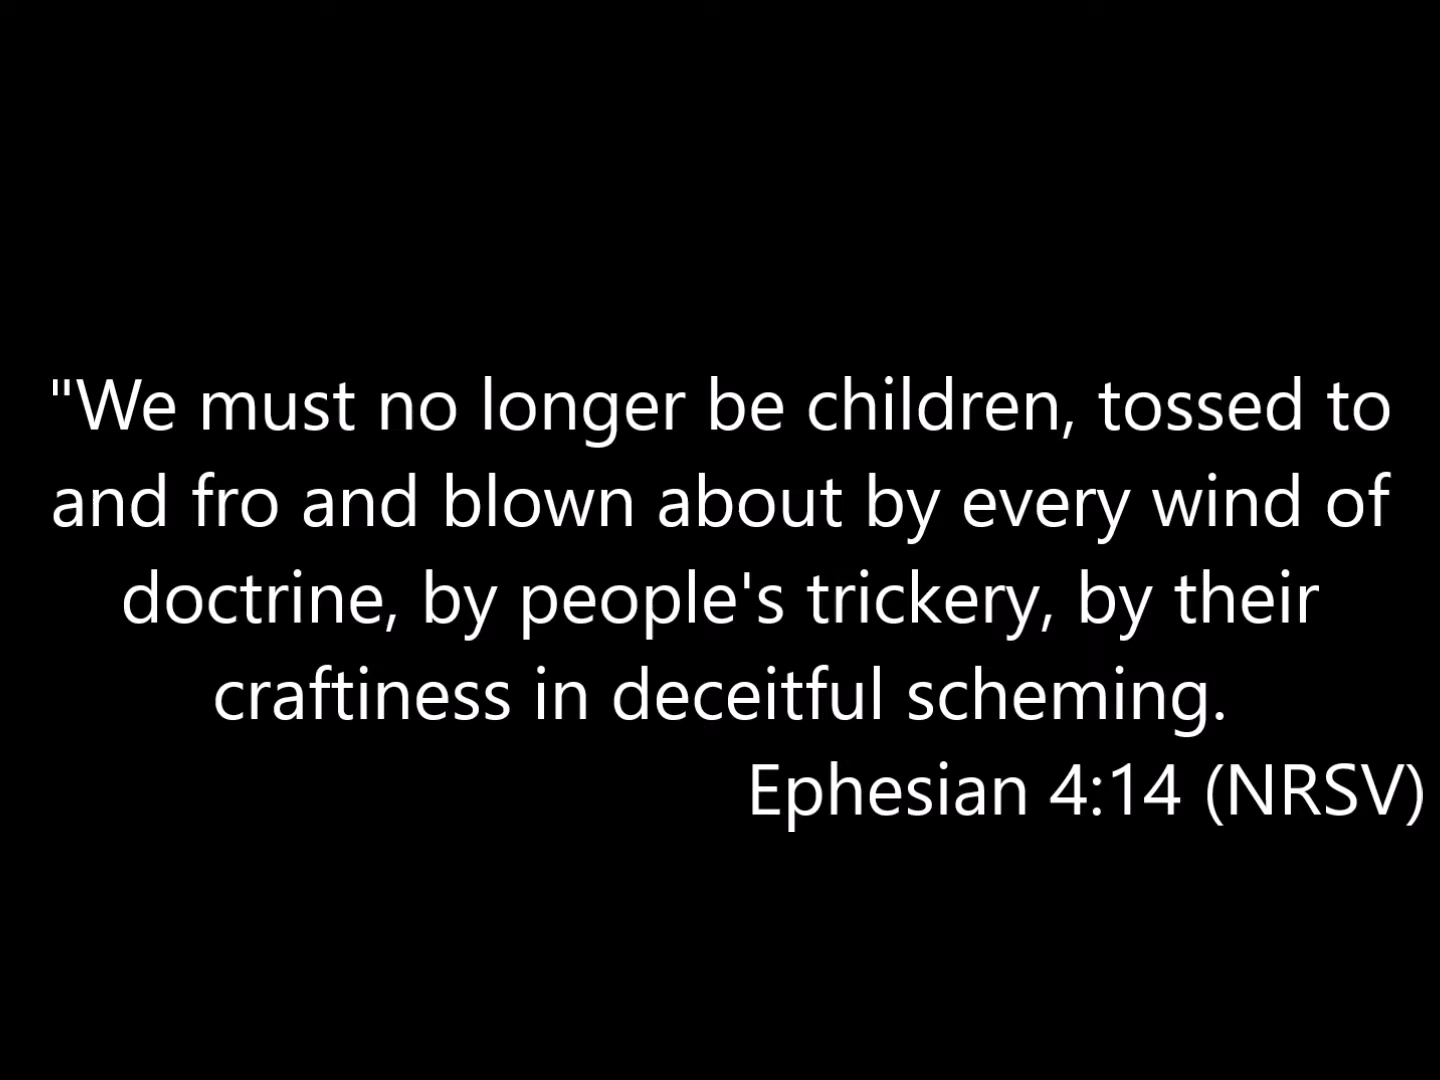 "We must no longer be children, tossed to
and fro and blown about by every wind of
doctrine, by people's trickery, by their
craftiness in deceitful scheming.
Ephesian 4:14 (NRSV)